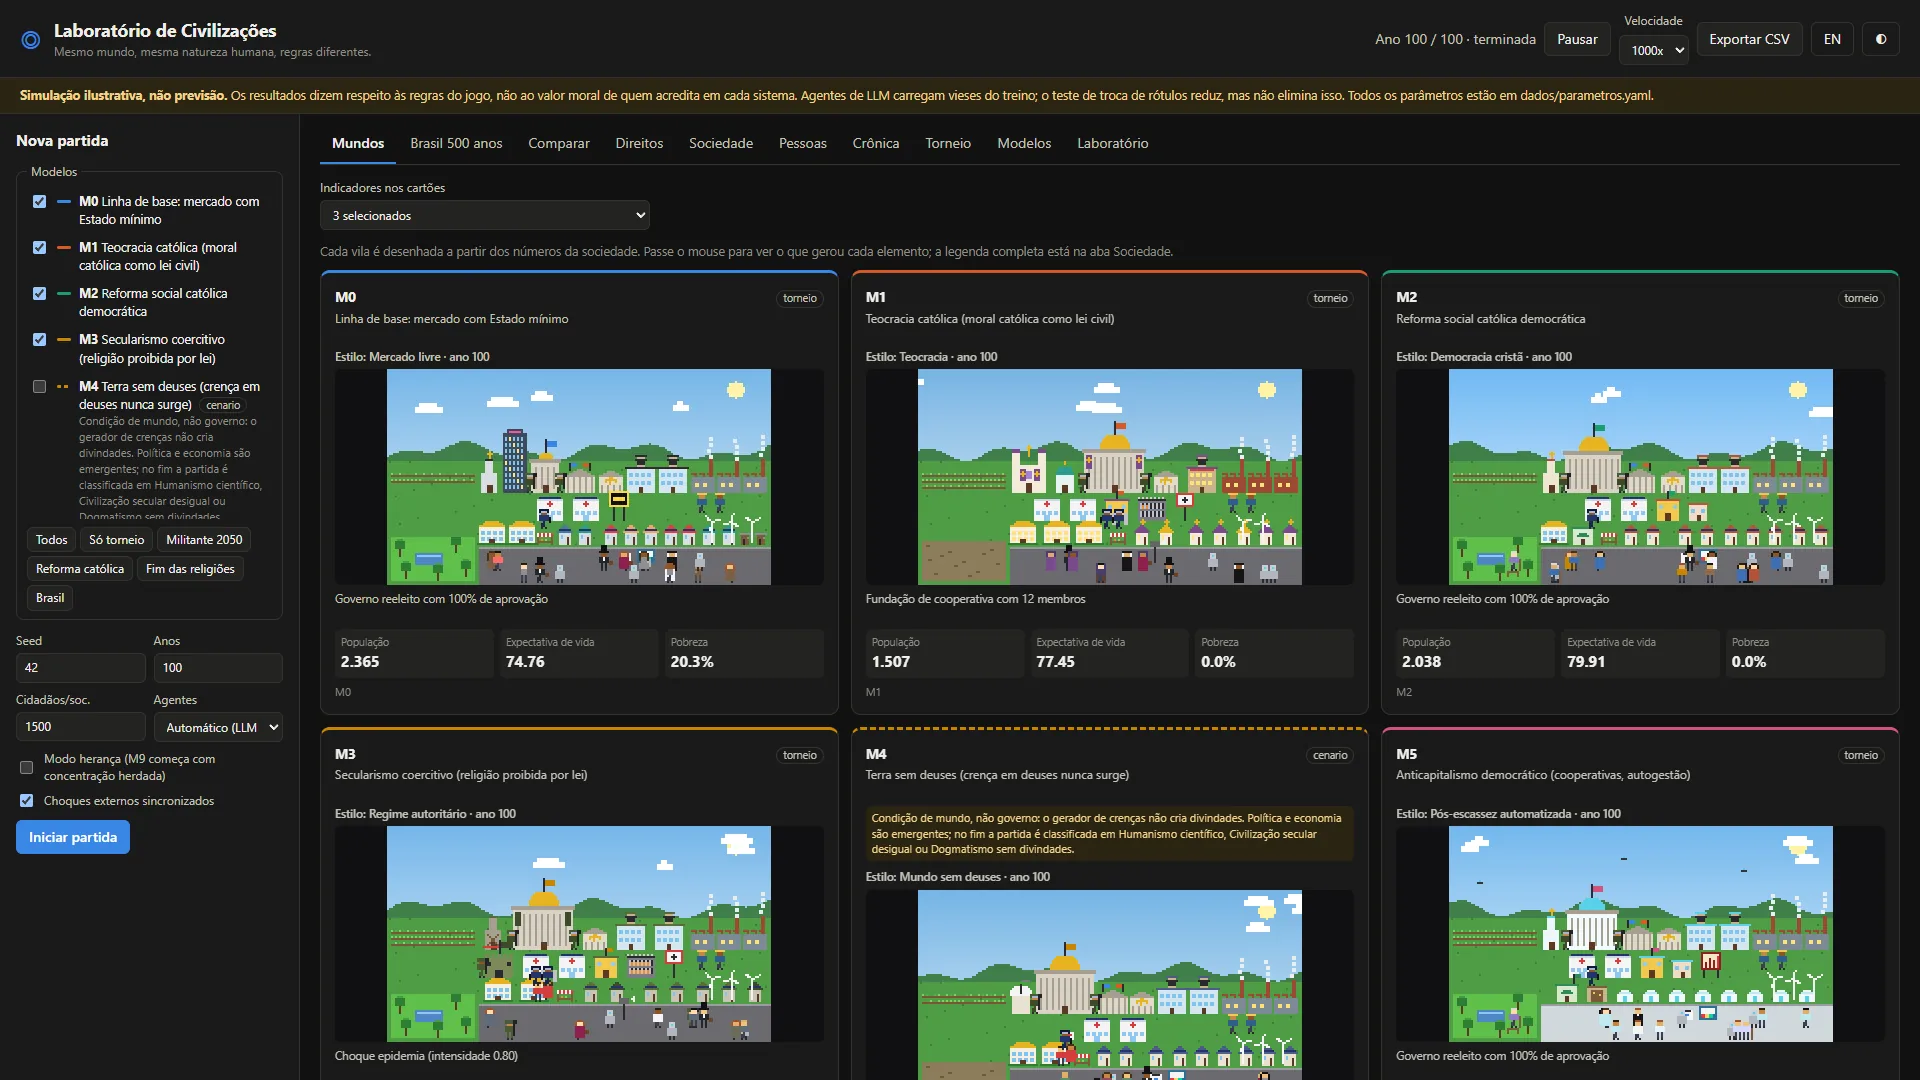 Laboratório de Civilizações
Mesmo mundo, mesma natureza humana, regras diferentes.
Ano 100 / 100 · terminada
Pausar
Velocidade
1000x
Exportar CSV
EN
Simulação ilustrativa, não previsão. Os resultados dizem respeito às regras do jogo, não ao valor moral de quem acredita em cada sistema. Agentes de LLM carregam vieses do treino; o teste de troca de rótulos reduz, mas não elimina isso. Todos os parâmetros estão em dados/parametros.yaml.
Nova partida
Modelos
M0 Linha de base: mercado com
Estado mínimo
M1 Teocracia católica (moral
católica como lei civil)
M2 Reforma social católica
democrática
M3 Secularismo coercitivo
(religião proibida por lei)
M4 Terra sem deuses (crença em
deuses nunca surge) cenario
Condição de mundo, não governo: o
gerador de crenças não cria
divindades. Política e economia são
emergentes; no fim a partida é
classificada em Humanismo científico,
Civilização secular desigual ou
Dogmatismo sem divindades.
Todos
Só torneio
Militante 2050
Reforma católica
Fim das religiões
Brasil
Seed
Anos
42
100
Cidadãos/soc.
Agentes
1500
Automático (LLM
Modo herança (M9 começa com
concentração herdada)
Choques externos sincronizados
Iniciar partida
Mundos
Brasil 500 anos
Comparar
Direitos
Sociedade
Pessoas
Crônica
Torneio
Modelos
Laboratório
Indicadores nos cartões
3 selecionados
Cada vila é desenhada a partir dos números da sociedade. Passe o mouse para ver o que gerou cada elemento; a legenda completa está na aba Sociedade.
M0
torneio
Linha de base: mercado com Estado mínimo
Estilo: Mercado livre · ano 100
Governo reeleito com 100% de aprovação
População
2.365
Expectativa de vida
74.76
Pobreza
20.3%
M0
M1
torneio
Teocracia católica (moral católica como lei civil)
Estilo: Teocracia · ano 100
Fundação de cooperativa com 12 membros
População
1.507
Expectativa de vida
77.45
Pobreza
0.0%
M1
M2
torneio
Reforma social católica democrática
Estilo: Democracia cristã · ano 100
Governo reeleito com 100% de aprovação
População
2.038
Expectativa de vida
79.91
Pobreza
0.0%
M2
M3
torneio
Secularismo coercitivo (religião proibida por lei)
Estilo: Regime autoritário · ano 100
Choque epidemia (intensidade 0.80)
M4
cenario
Terra sem deuses (crença em deuses nunca surge)
Condição de mundo, não governo: o gerador de crenças não cria divindades. Política e economia
são emergentes; no fim a partida é classificada em Humanismo científico, Civilização secular
desigual ou Dogmatismo sem divindades.
Estilo: Mundo sem deuses · ano 100
M5
torneio
Anticapitalismo democrático (cooperativas, autogestão)
Estilo: Pós-escassez automatizada · ano 100
Governo reeleito com 100% de aprovação